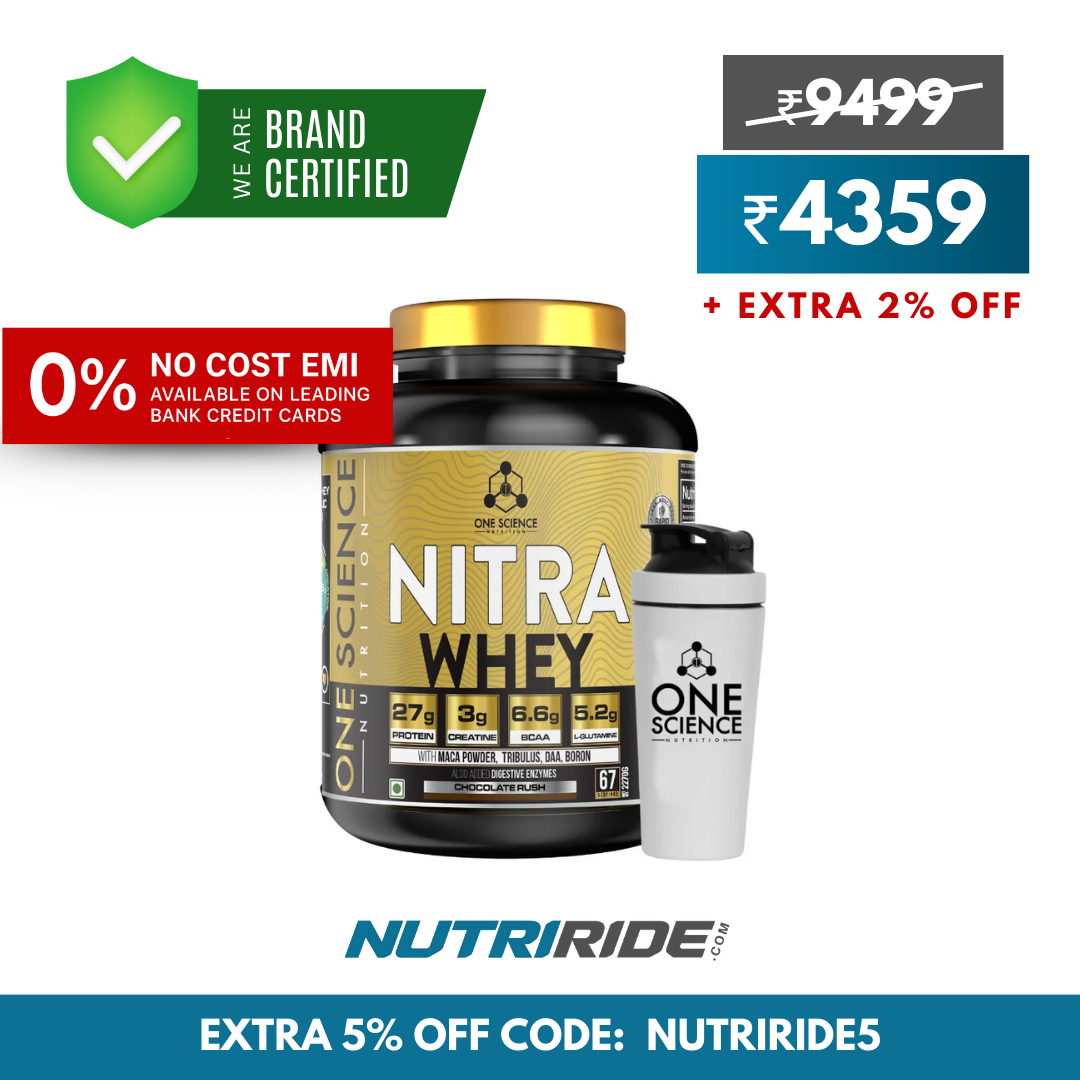 WE ARE
BRAND
CERTIFIED
₹9499
₹4359
+ EXTRA 2% OFF
0%
NO COST EMI
AVAILABLE ON LEADING
BANK CREDIT CARDS
ONE SCIENCE
NUTRITION
ONE SCIENCE
NUTRITION
NITRA
WHEY
27g
PROTEIN
3g
CREATINE
6.6g
BCAA
5.2g
L-GLUTAMINE
WITH MACA POWDER, TRIBULUS, DAA, BORON
ALSO ADDED DIGESTIVE ENZYMES
CHOCOLATE RUSH
67
2270G
ONE
SCIENCE
NUTRITION
NUTRIRIDE.COM
EXTRA 5% OFF CODE: NUTRIRIDE5